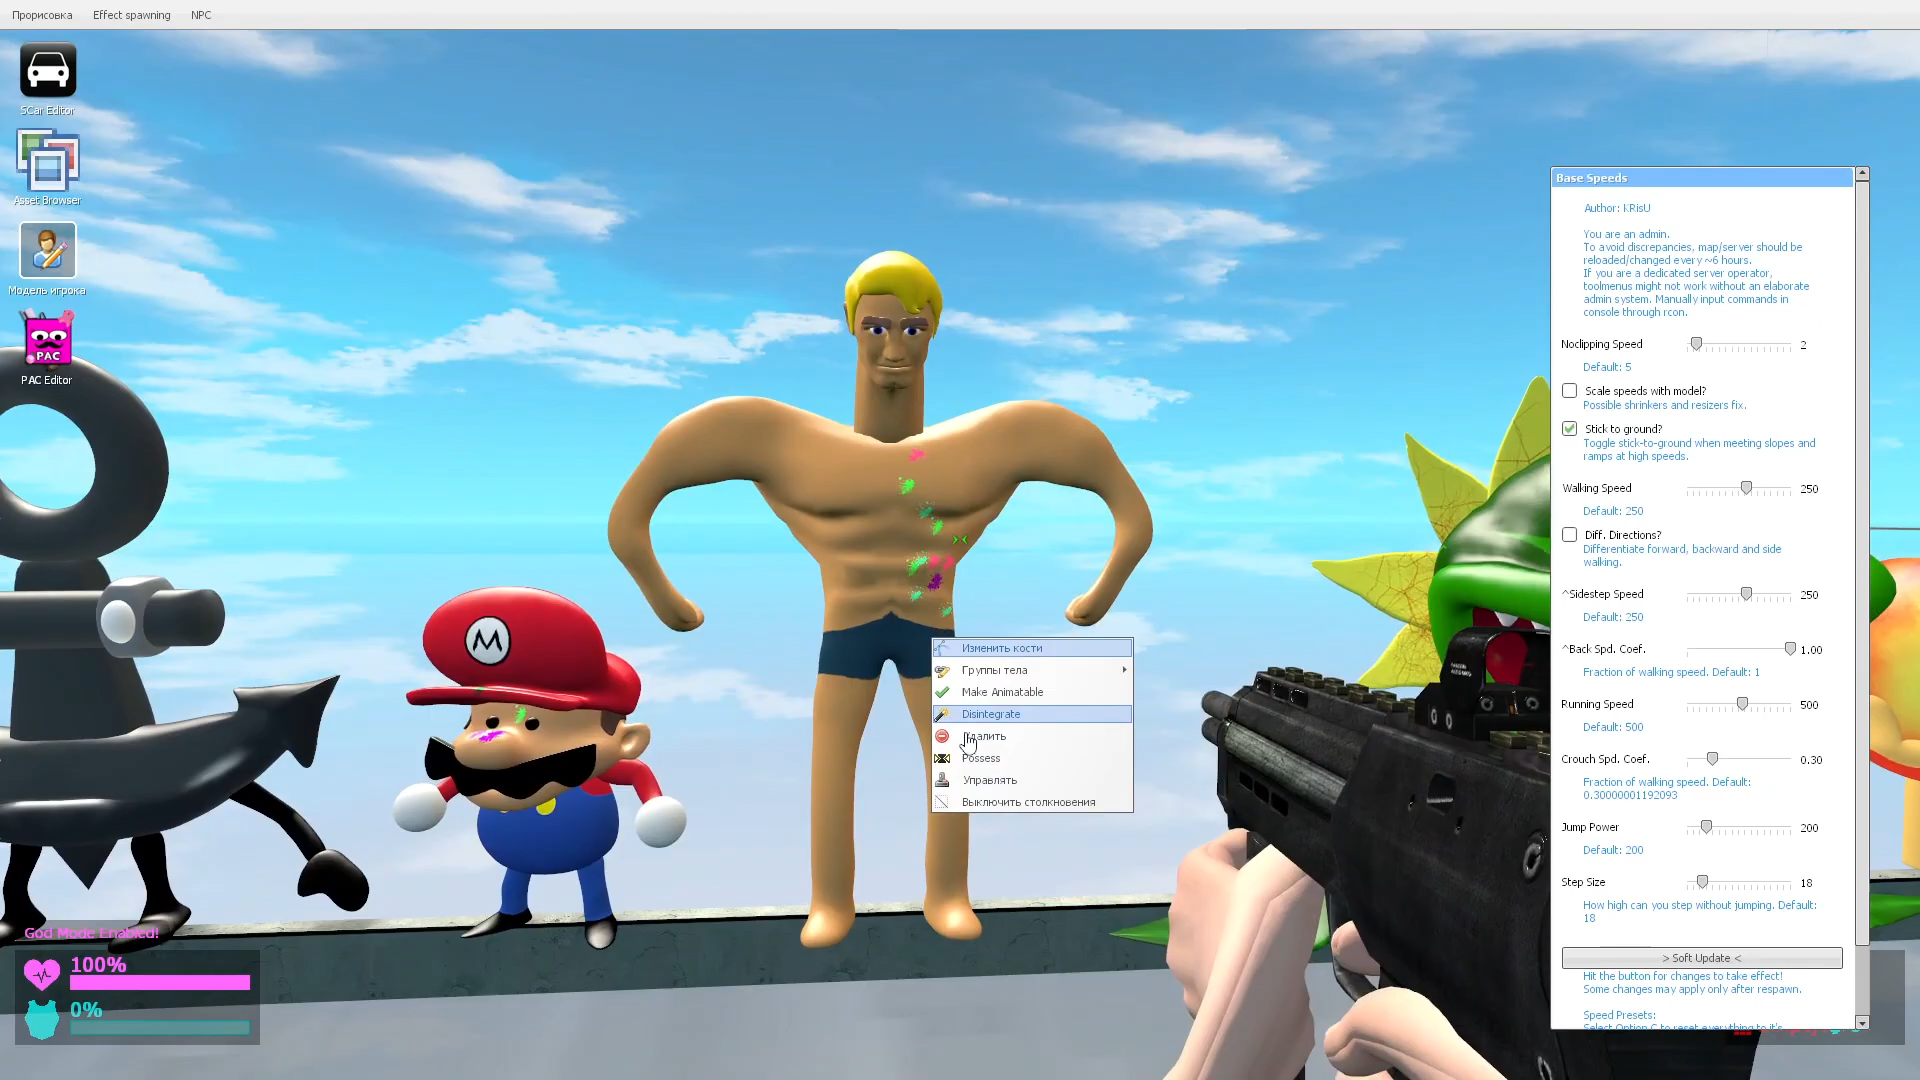 Прорисовка
Effect spawning
NPC
SCar Editor
Asset Browser
Модель игрока
PAC
PAC Editor
M
Изменить кости
Группы тела
Make Animatable
Disintegrate
Удалить
Possess
Управлять
Выключить столкновения
God Mode Enabled!
100%
0%
Base Speeds
Author: KRisU
You are an admin.
To avoid discrepancies, map/server should be
reloaded/changed every ~6 hours.
If you are a dedicated server operator,
toolmenus might not work without an elaborate
admin system. Manually input commands in
console through rcon.
Noclipping Speed 2
Default: 5
Scale speeds with model?
Possible shrinkers and resizers fix.
Stick to ground?
Toggle stick-to-ground when meeting slopes and
ramps at high speeds.
Walking Speed 250
Default: 250
Diff. Directions?
Differentiate forward, backward and side
walking.
^Sidestep Speed 250
Default: 250
^Back Spd. Coef. 1.00
Fraction of walking speed. Default: 1
Running Speed 500
Default: 500
Crouch Spd. Coef. 0.30
Fraction of walking speed. Default:
0.30000001192093
Jump Power 200
Default: 200
Step Size 18
How high can you step without jumping. Default:
18
> Soft Update <
Hit the button for changes to take effect!
Some changes may apply only after respawn.
Speed Presets:
Select Option C to reset everything to it's